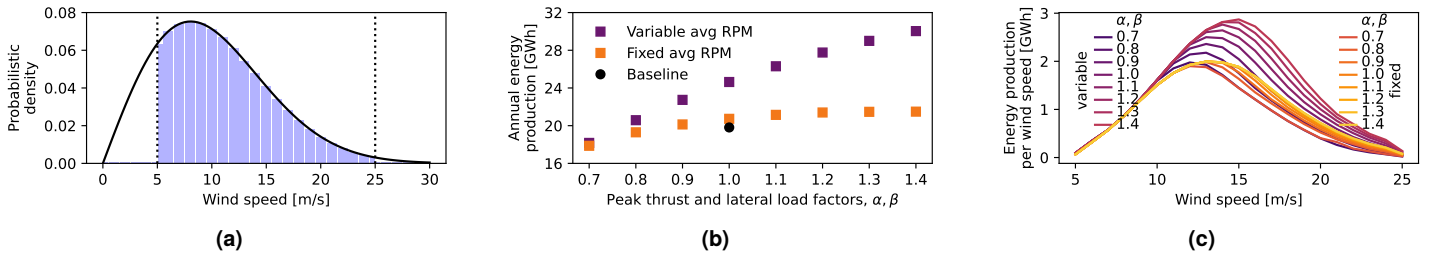 0.08
0.06
0.04
0.02
0.00
Probabilistic
density
0 5 10 15 20 25 30
Wind speed [m/s]
(a)
32
28
24
20
16
Annual energy
production [GWh]
Variable avg RPM
Fixed avg RPM
Baseline
0.7 0.8 0.9 1.0 1.1 1.2 1.3 1.4
Peak thrust and lateral load factors, α, β
(b)
3
2
1
0
Energy production
per wind speed [GWh]
variable
α, β
0.7
0.8
0.9
1.0
1.1
1.2
1.3
1.4
α, β
0.7
0.8
0.9
1.0
1.1
1.2
1.3
1.4
fixed
5 10 15 20 25
Wind speed [m/s]
(c)